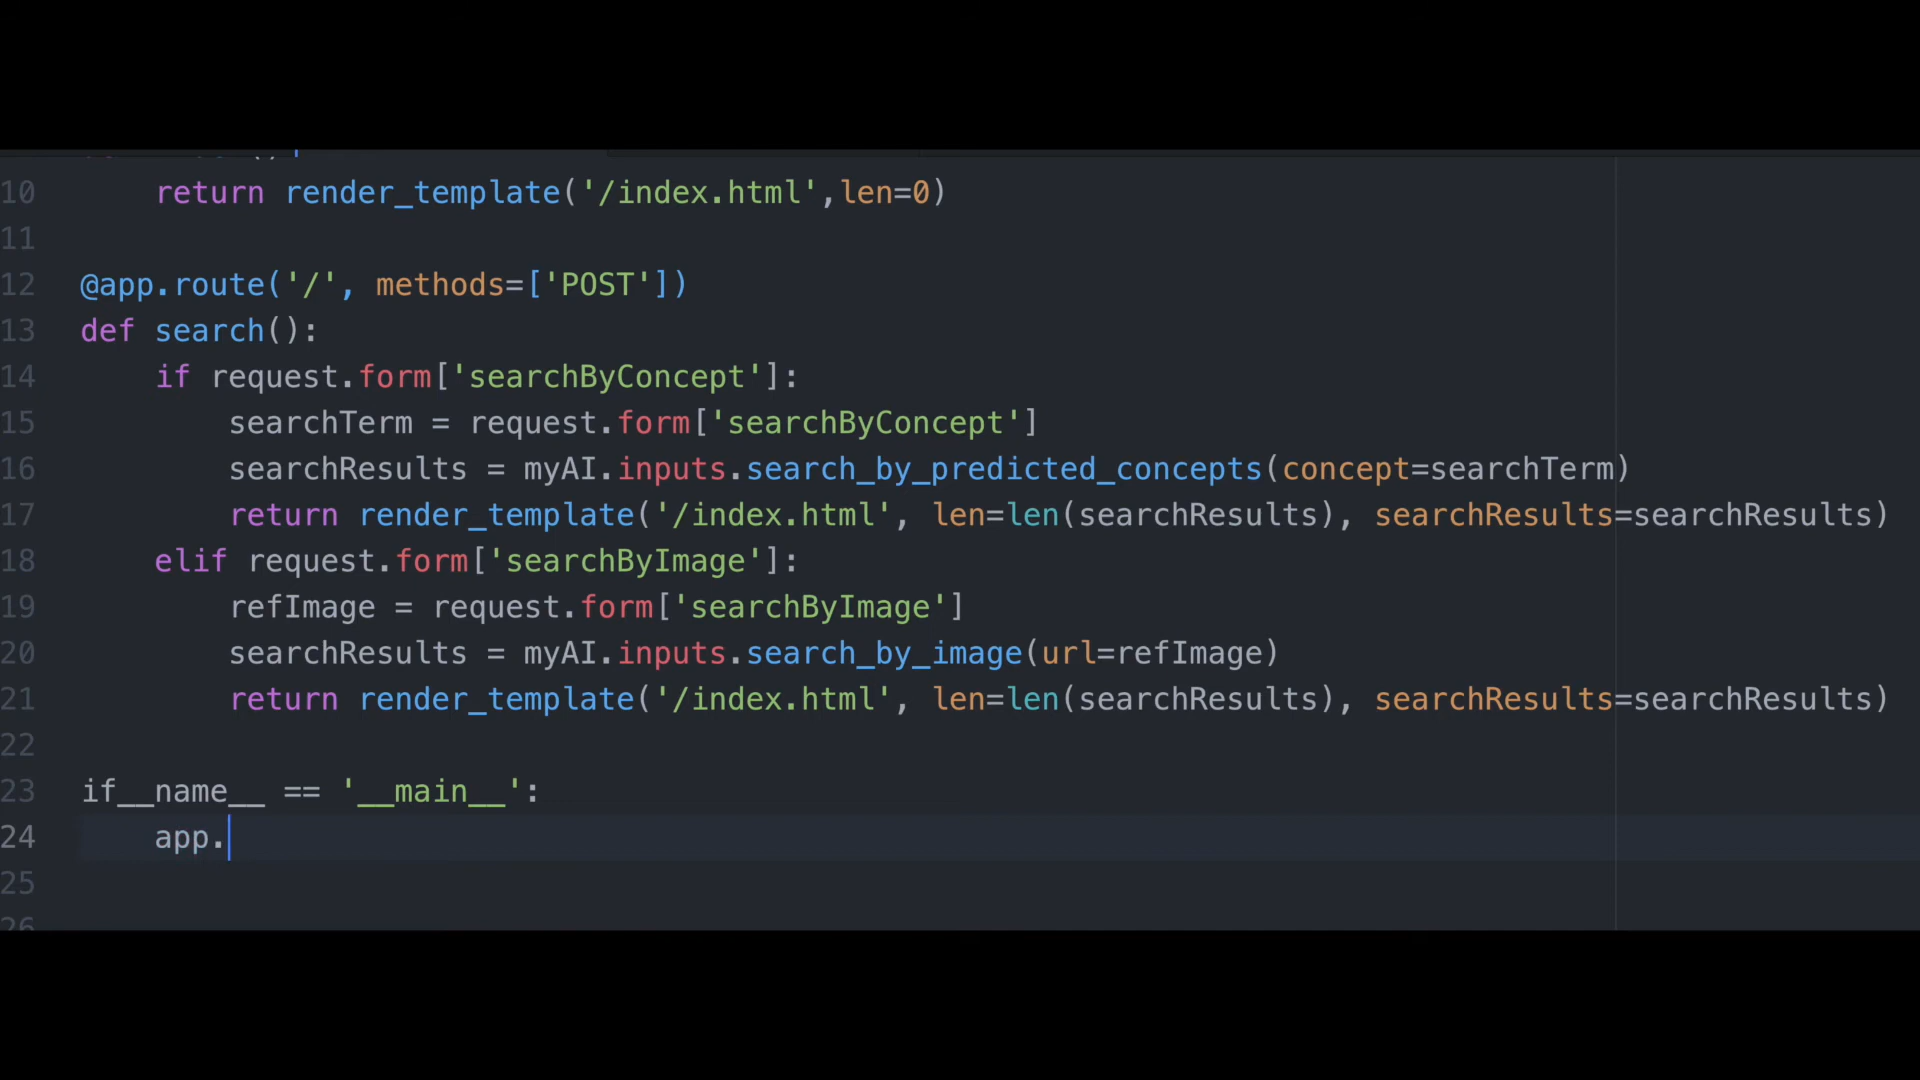 10 return render_template('/index.html',len=0)
11
12 @app.route('/', methods=['POST'])
13 def search():
14 if request.form['searchByConcept']:
15 searchTerm = request.form['searchByConcept']
16 searchResults = myAI.inputs.search_by_predicted_concepts(concept=searchTerm)
17 return render_template('/index.html', len=len(searchResults), searchResults=searchResults)
18 elif request.form['searchByImage']:
19 refImage = request.form['searchByImage']
20 searchResults = myAI.inputs.search_by_image(url=refImage)
21 return render_template('/index.html', len=len(searchResults), searchResults=searchResults)
22
23 if__name__ == '__main__':
24 app.
25
26